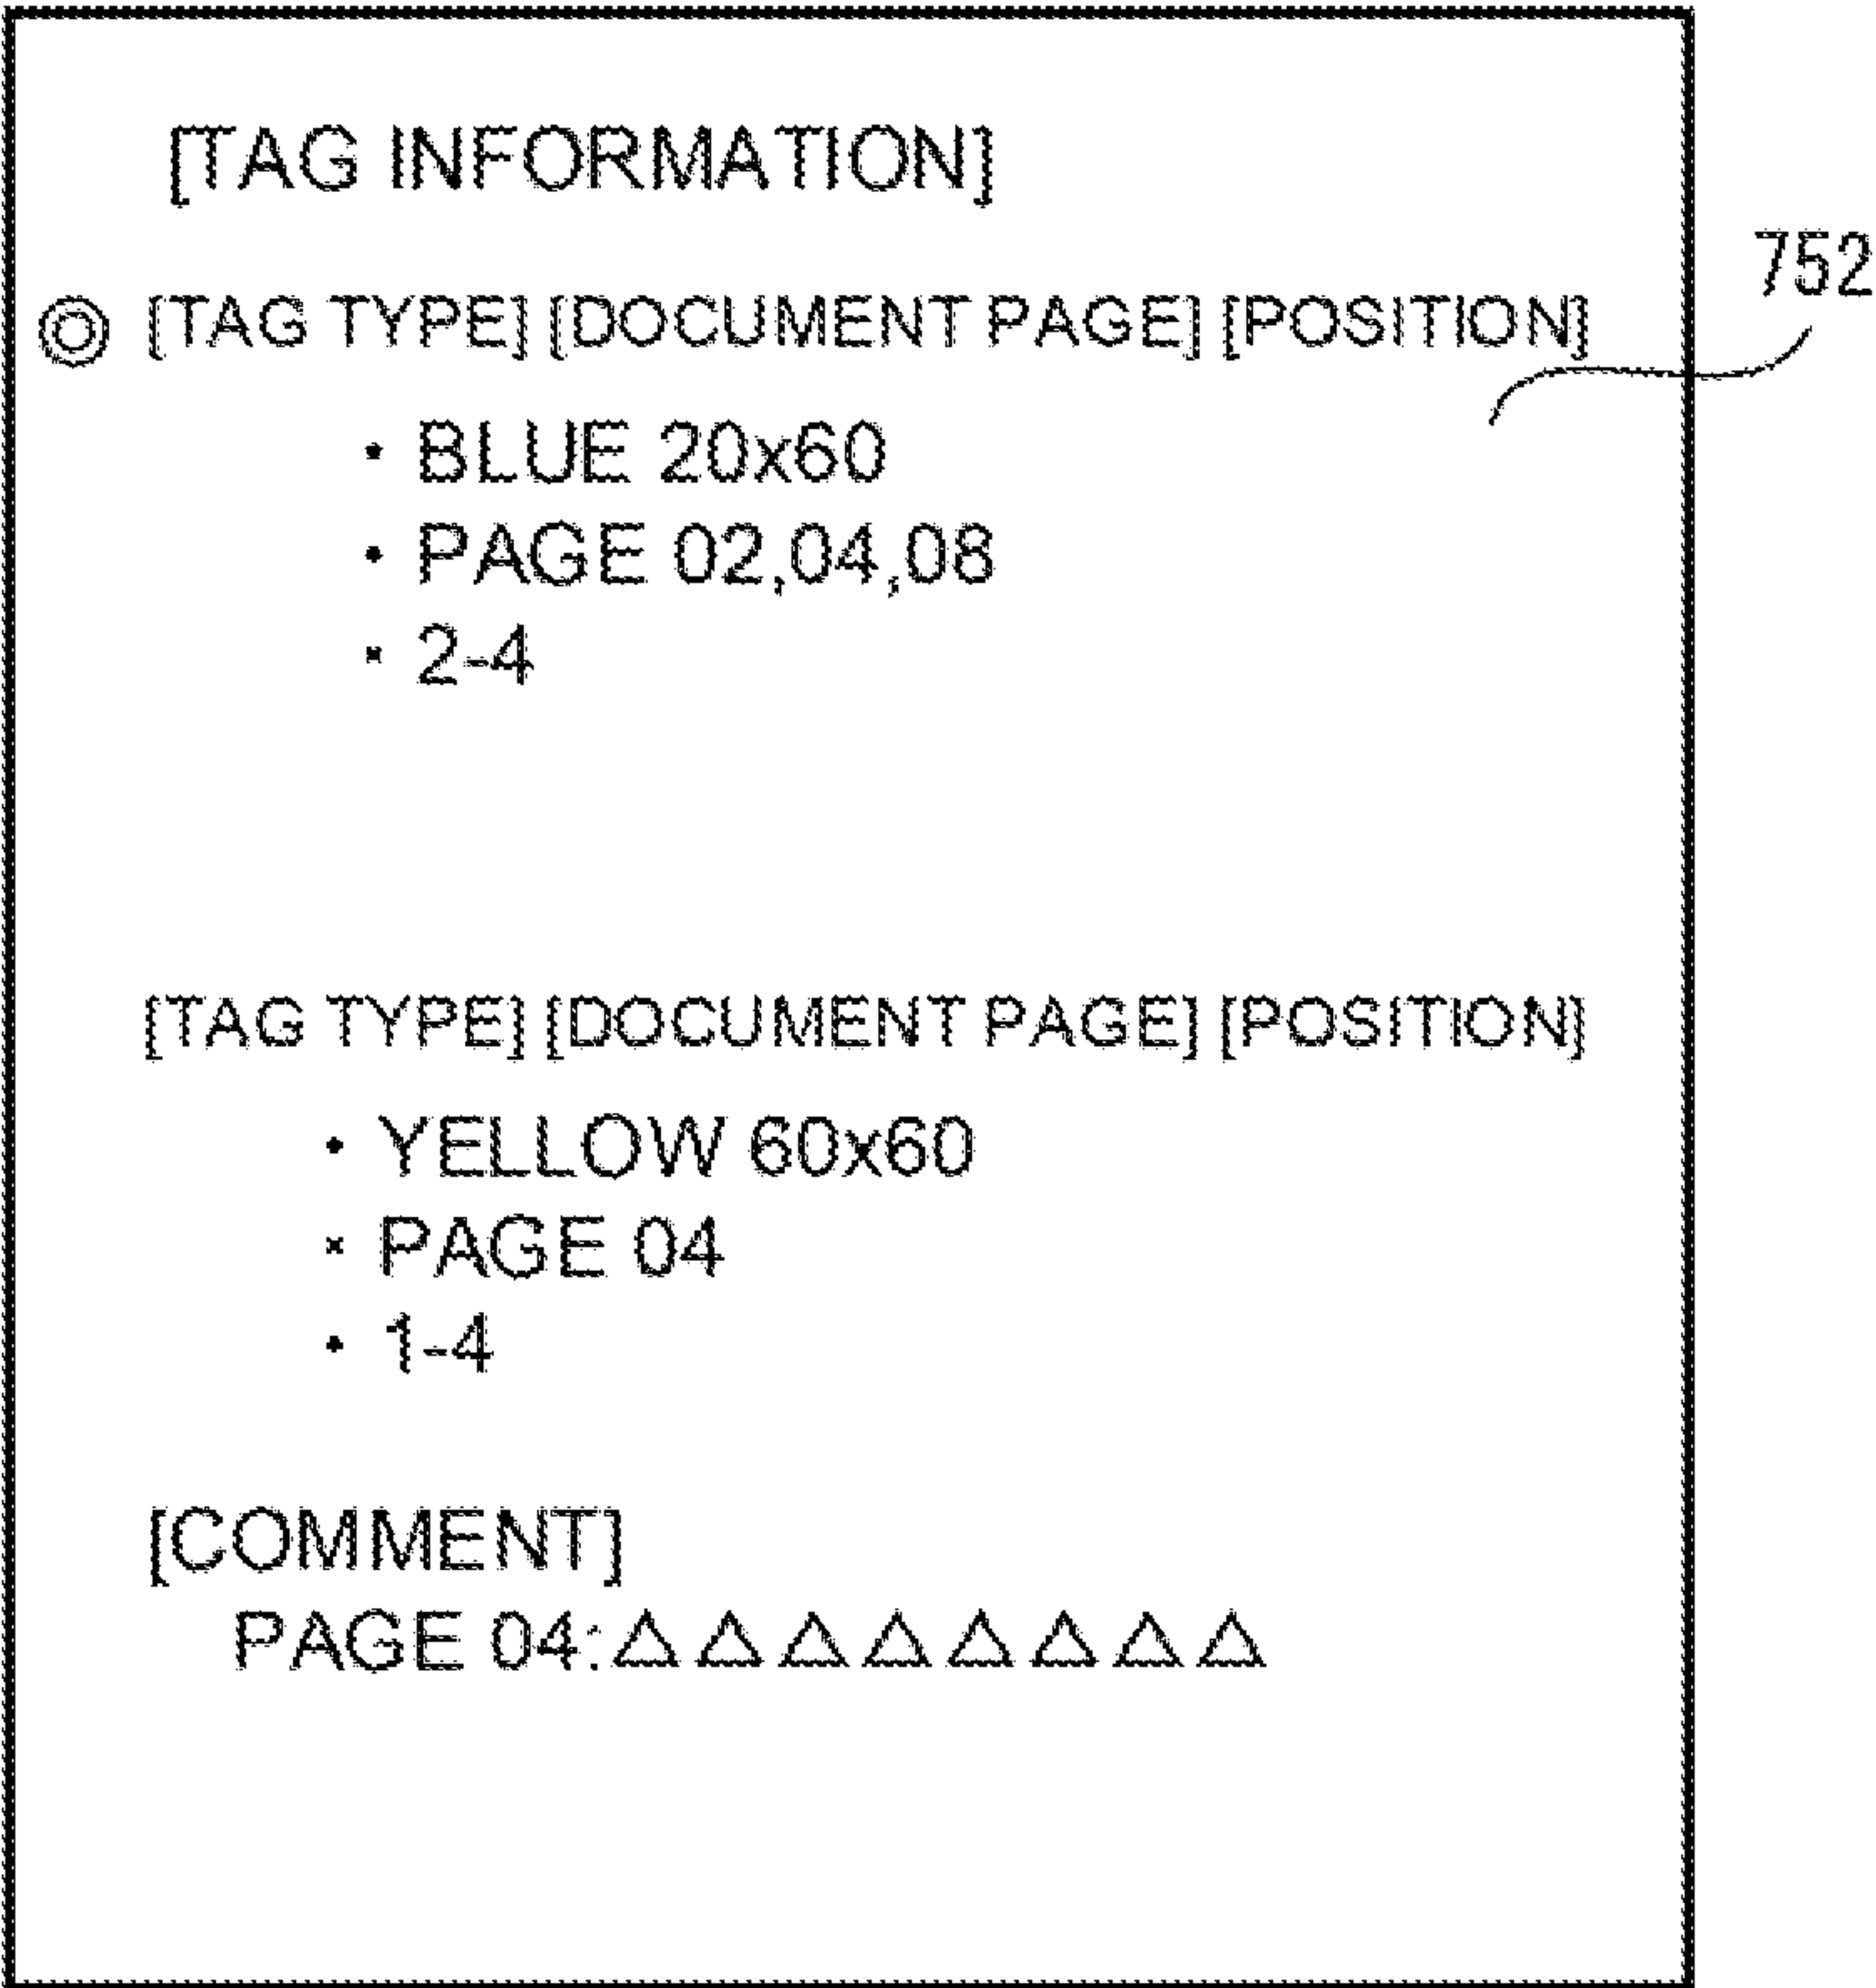 [TAG INFORMATION]
752
◎ [TAG TYPE] [DOCUMENT PAGE] [POSITION]
・ BLUE 20x60
・ PAGE 02,04,08
・ 2-4
[TAG TYPE] [DOCUMENT PAGE] [POSITION]
・ YELLOW 60x60
・ PAGE 04
・ 1-4
[COMMENT]
PAGE 04:△△△△△△△△